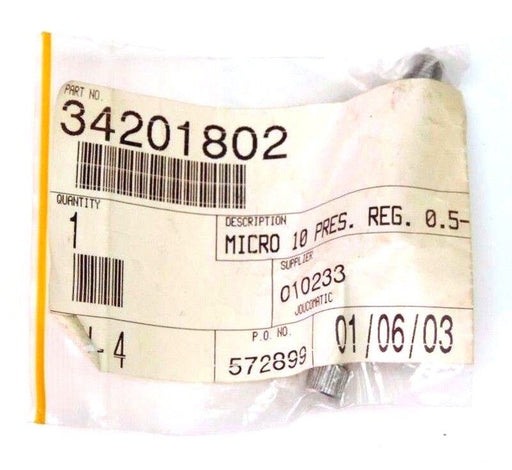 PART NO.
34201802
QUANTITY
1
DESCRIPTION
MICRO 10 PRES. REG. 0.5-
SUPPLIER
010233
JOUCOMATIC
-4
P.O. NO.
572899
01/06/03